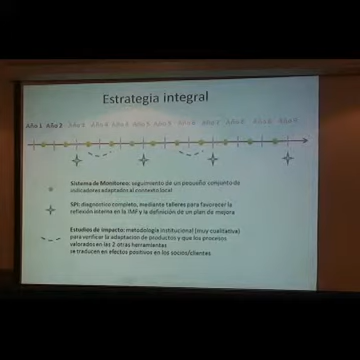 Estrategia integral
Año 1 Año 2
Sistema de Monitoreo: seguimiento de un pequeño conjunto de
indicadores adaptados al contexto local
SPI: diagnostico completo, mediante talleres para favorecer la
reflexión interna en la IMF y la definición de un plan de mejora
Estudios de impacto: metodología institucional (muy cualitativa)
para verificar la adaptacion de productos y que los procesos
valorados en las 2 otras herramientas
se traducen en efectos positivos en los socios/clientes